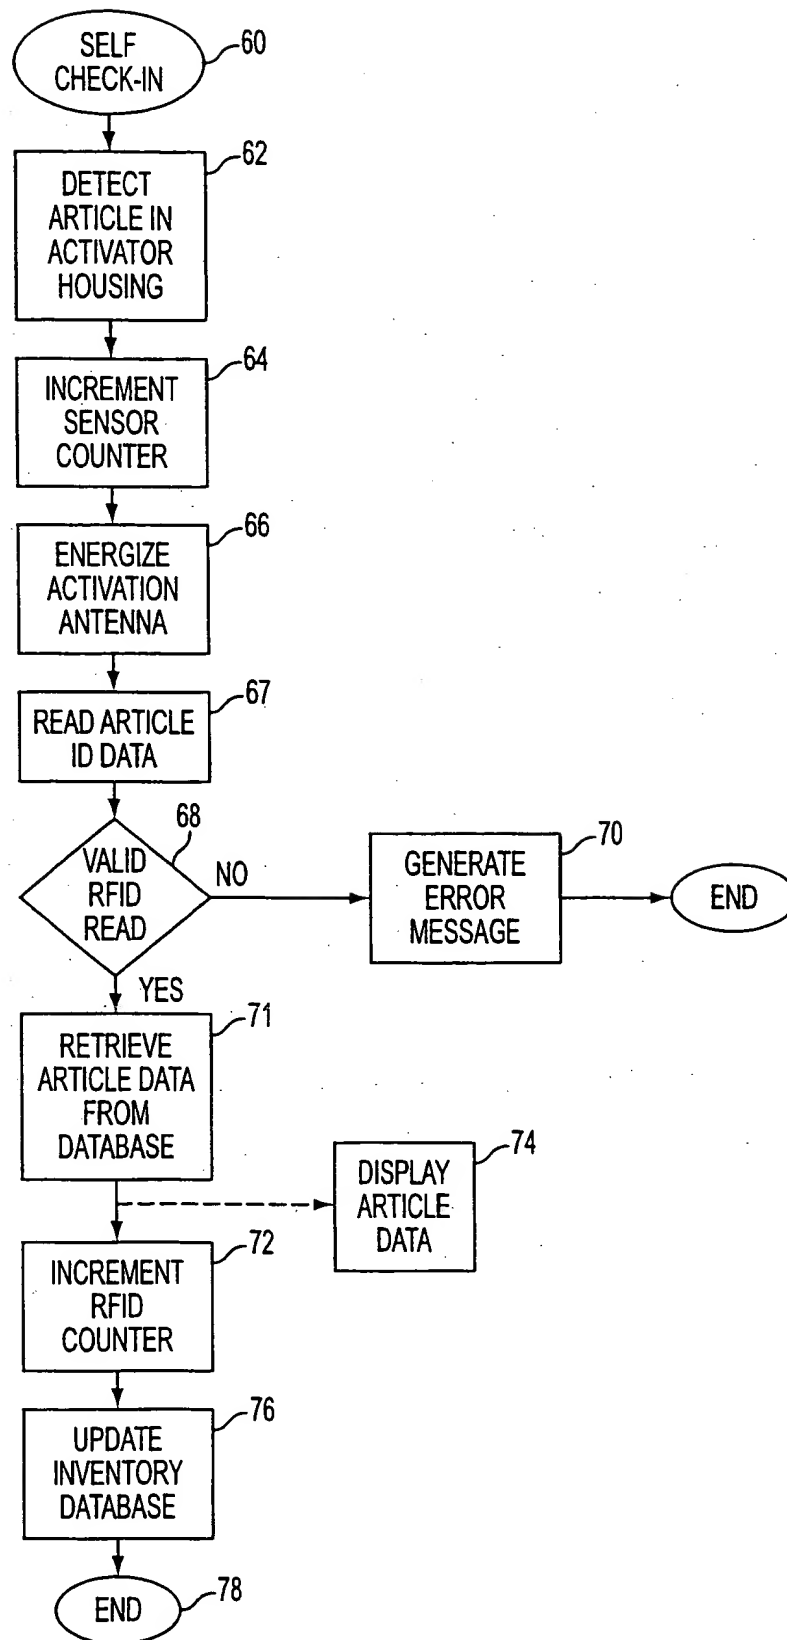 SELF
CHECK-IN
60
62
DETECT
ARTICLE IN
ACTIVATOR
HOUSING
64
INCREMENT
SENSOR
COUNTER
66
ENERGIZE
ACTIVATION
ANTENNA
67
READ ARTICLE
ID DATA
68
VALID
RFID
READ
NO
70
GENERATE
ERROR
MESSAGE
END
YES
71
RETRIEVE
ARTICLE DATA
FROM
DATABASE
74
DISPLAY
ARTICLE
DATA
72
INCREMENT
RFID
COUNTER
76
UPDATE
INVENTORY
DATABASE
END
78